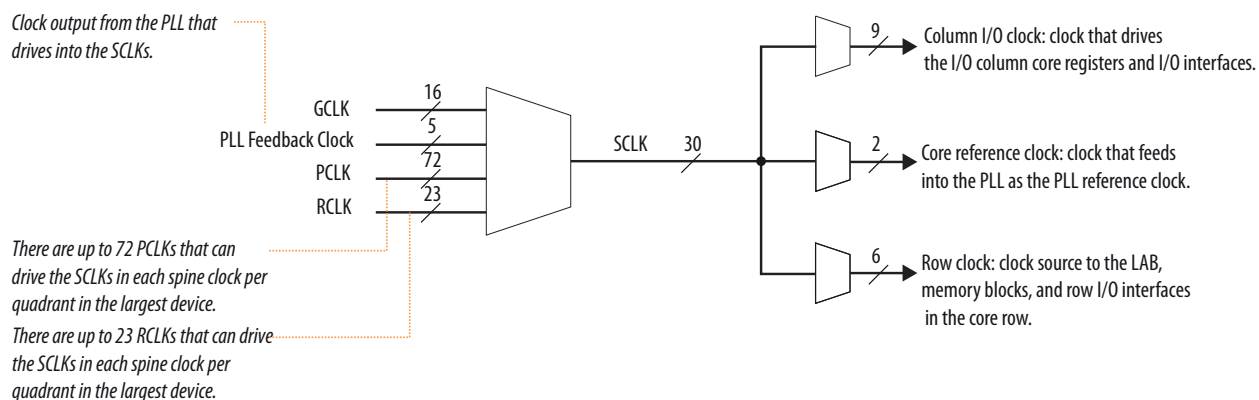 Clock output from the PLL that
drives into the SCLKs.
GCLK
16
PLL Feedback Clock
5
PCLK
72
RCLK
23
There are up to 72 PCLKs that can
drive the SCLKs in each spine clock per
quadrant in the largest device.
There are up to 23 RCLKs that can drive
the SCLKs in each spine clock per
quadrant in the largest device.
SCLK
30
9
Column I/O clock: clock that drives
the I/O column core registers and I/O interfaces.
2
Core reference clock: clock that feeds
into the PLL as the PLL reference clock.
6
Row clock: clock source to the LAB,
memory blocks, and row I/O interfaces
in the core row.